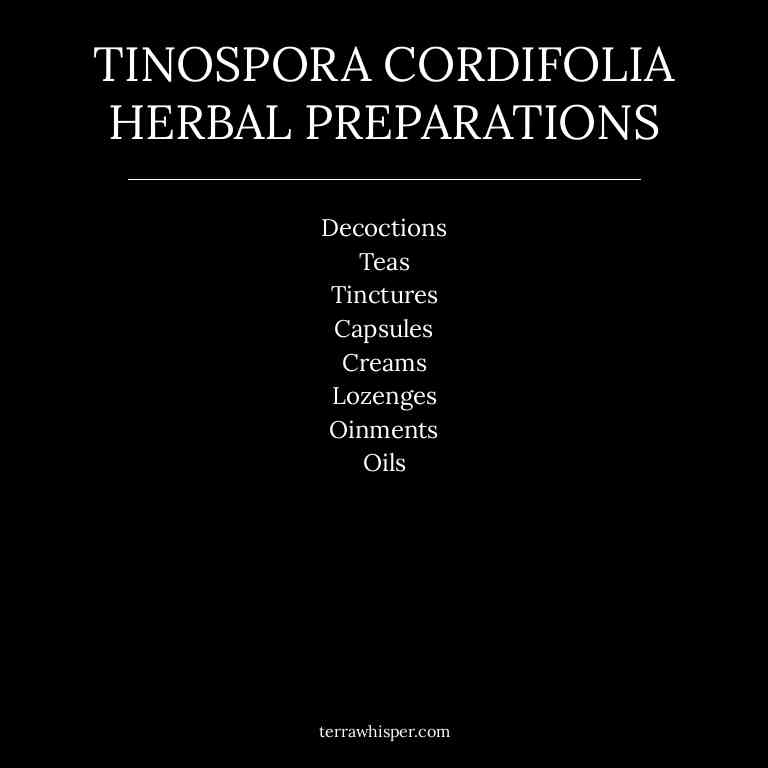 TINOSPORA CORDIFOLIA
HERBAL PREPARATIONS
Decoctions
Teas
Tinctures
Capsules
Creams
Lozenges
Oinments
Oils
terrawhisper.com